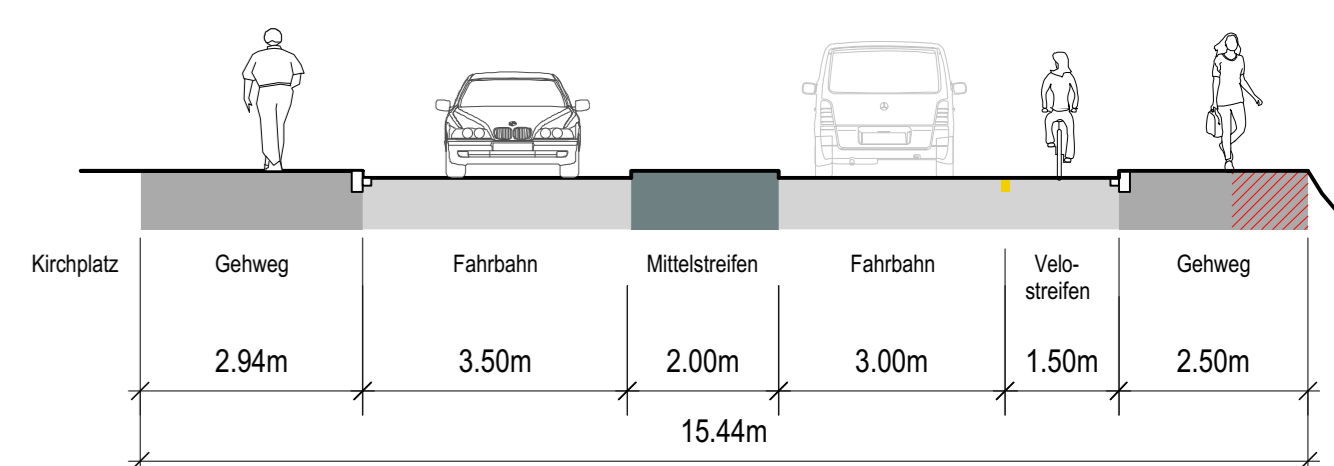 Kirchplatz Gehweg Fahrbahn Mittelstreifen Fahrbahn Velo- Gehweg
streifen
2.94m 3.50m 2.00m 3.00m 1.50m 2.50m
15.44m